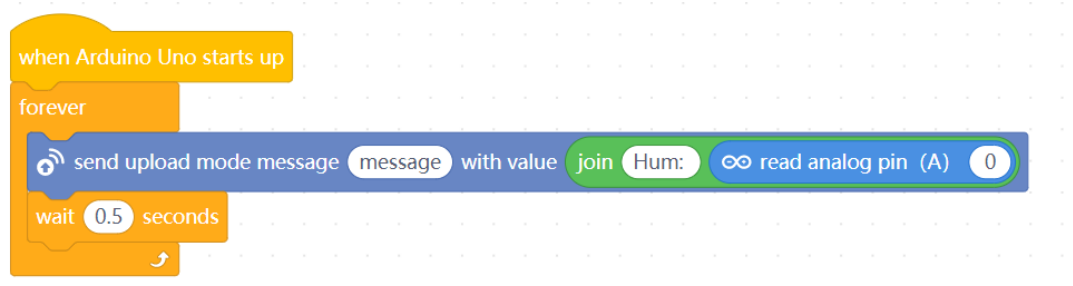 when Arduino Uno starts up
forever
send upload mode message message with value join Hum: read analog pin (A) 0
wait 0.5 seconds